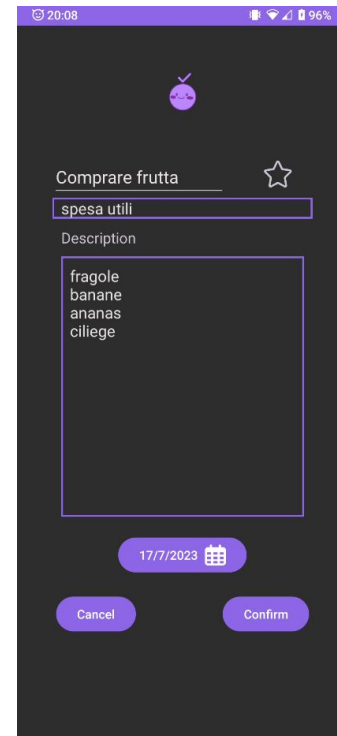 20:08 96%
Comprare frutta
spesa utili
Description
fragole
banane
ananas
ciliege
17/7/2023
Cancel Confirm